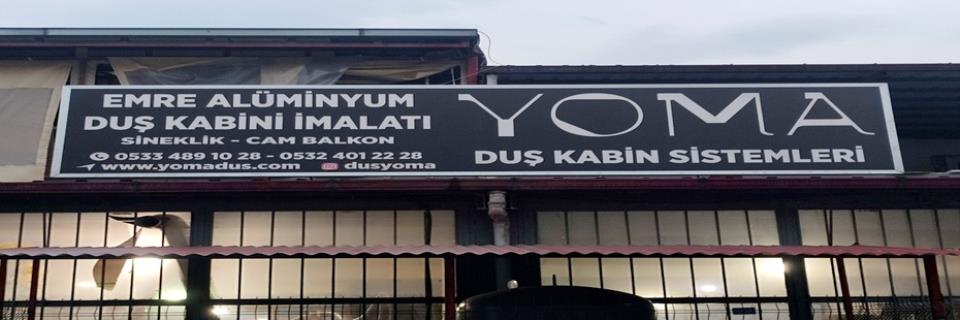 EMRE ALÜMİNYUM
DUŞ KABİNİ İMALATI
SİNEKLİK - CAM BALKON
0533 489 10 28 - 0532 401 22 28
www.yomadus.com dusyoma
YOMA
DUŞ KABİN SİSTEMLERİ